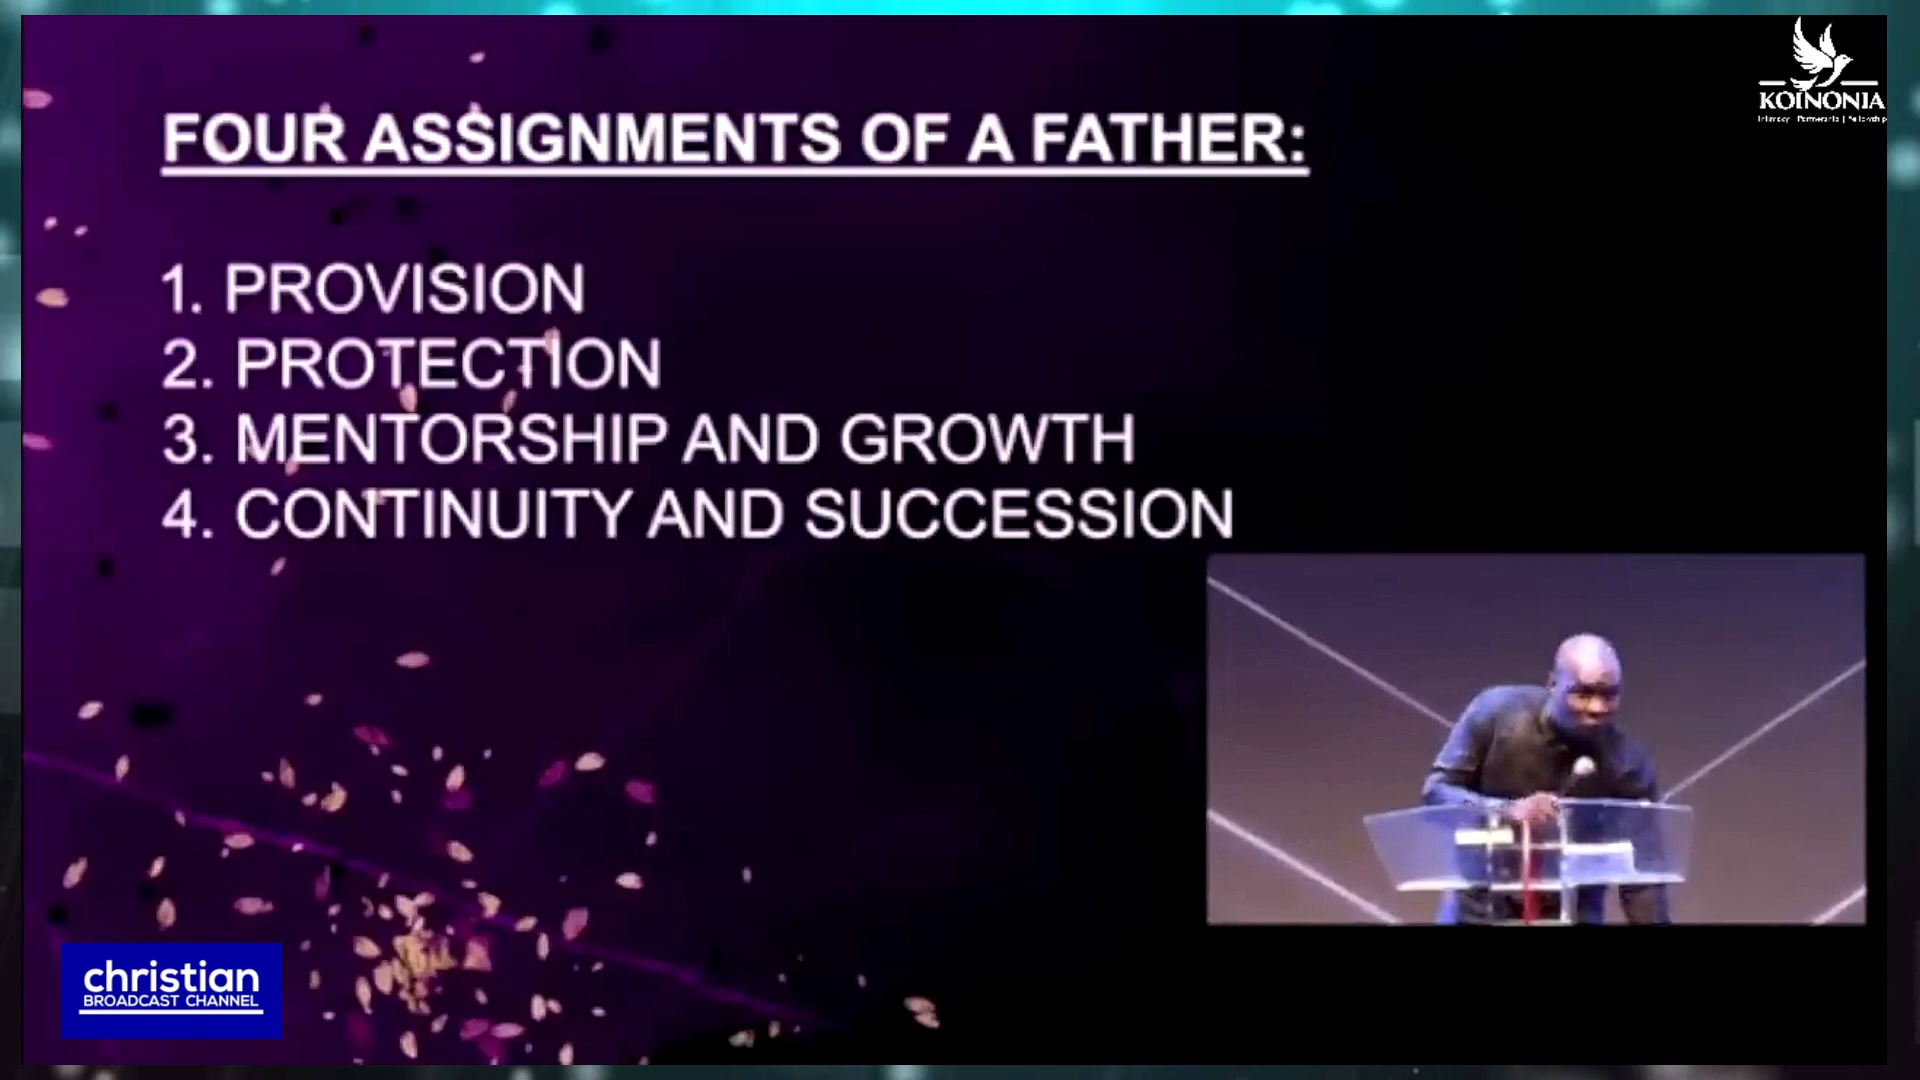 KOINONIA
FOUR ASSIGNMENTS OF A FATHER:
1. PROVISION
2. PROTECTION
3. MENTORSHIP AND GROWTH
4. CONTINUITY AND SUCCESSION
christian
BROADCAST CHANNEL